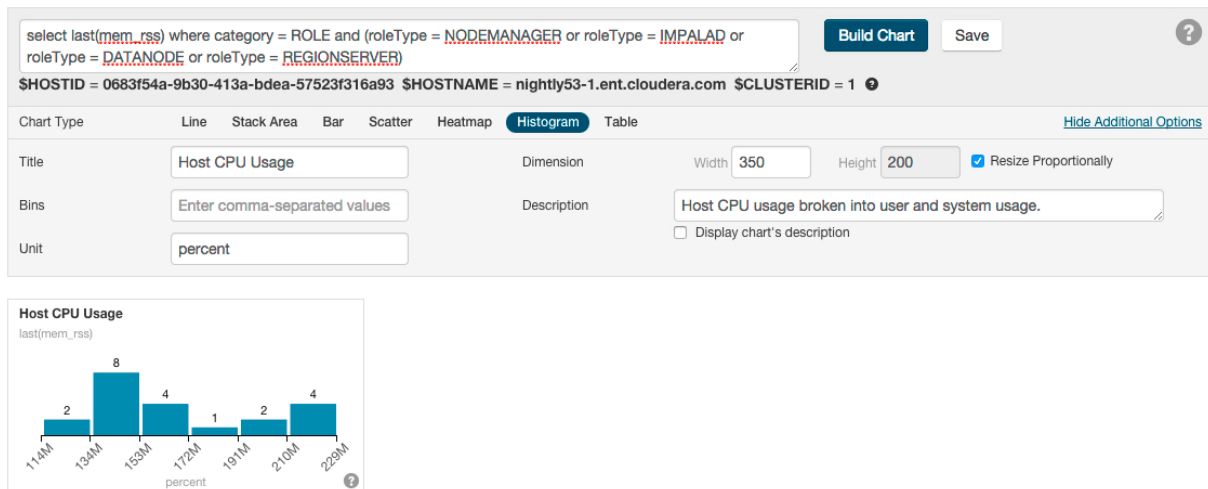 select last(mem_rss) where category = ROLE and (roleType = NODEMANAGER or roleType = IMPALAD or
roleType = DATANODE or roleType = REGIONSERVER)
Build Chart
Save
?
$HOSTID = 0683f54a-9b30-413a-bdea-57523f316a93 $HOSTNAME = nightly53-1.ent.cloudera.com $CLUSTERID = 1 ?
Chart Type Line Stack Area Bar Scatter Heatmap Histogram Table Hide Additional Options
Title Host CPU Usage Dimension Width 350 Height 200 Resize Proportionally
Bins Enter comma-separated values Description Host CPU usage broken into user and system usage.
Display chart's description
Unit percent
Host CPU Usage
last(mem_rss)
2 8 4 1 2 4
114M 134M 153M 172M 191M 210M 229M
percent
?